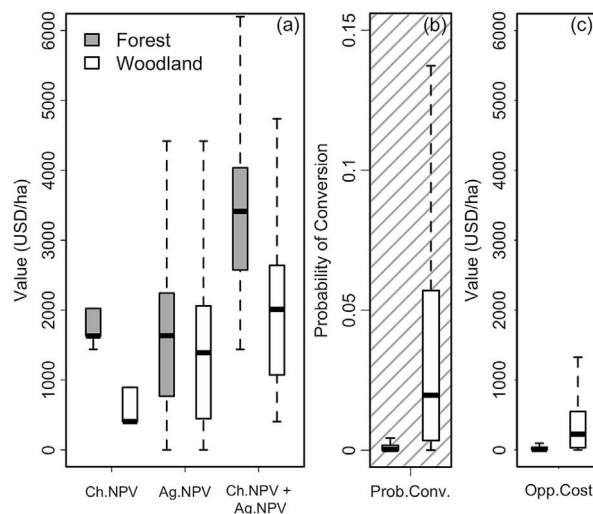 (a)
Forest
Woodland
Value (USD/ha)
6000
5000
4000
3000
2000
1000
0
Ch.NPV
Ag.NPV
Ch.NPV +
Ag.NPV
(b)
Probability of Conversion
0.15
0.1
0.05
0
Prob.Conv.
(c)
Value (USD/ha)
6000
5000
4000
3000
2000
1000
0
Opp.Cost